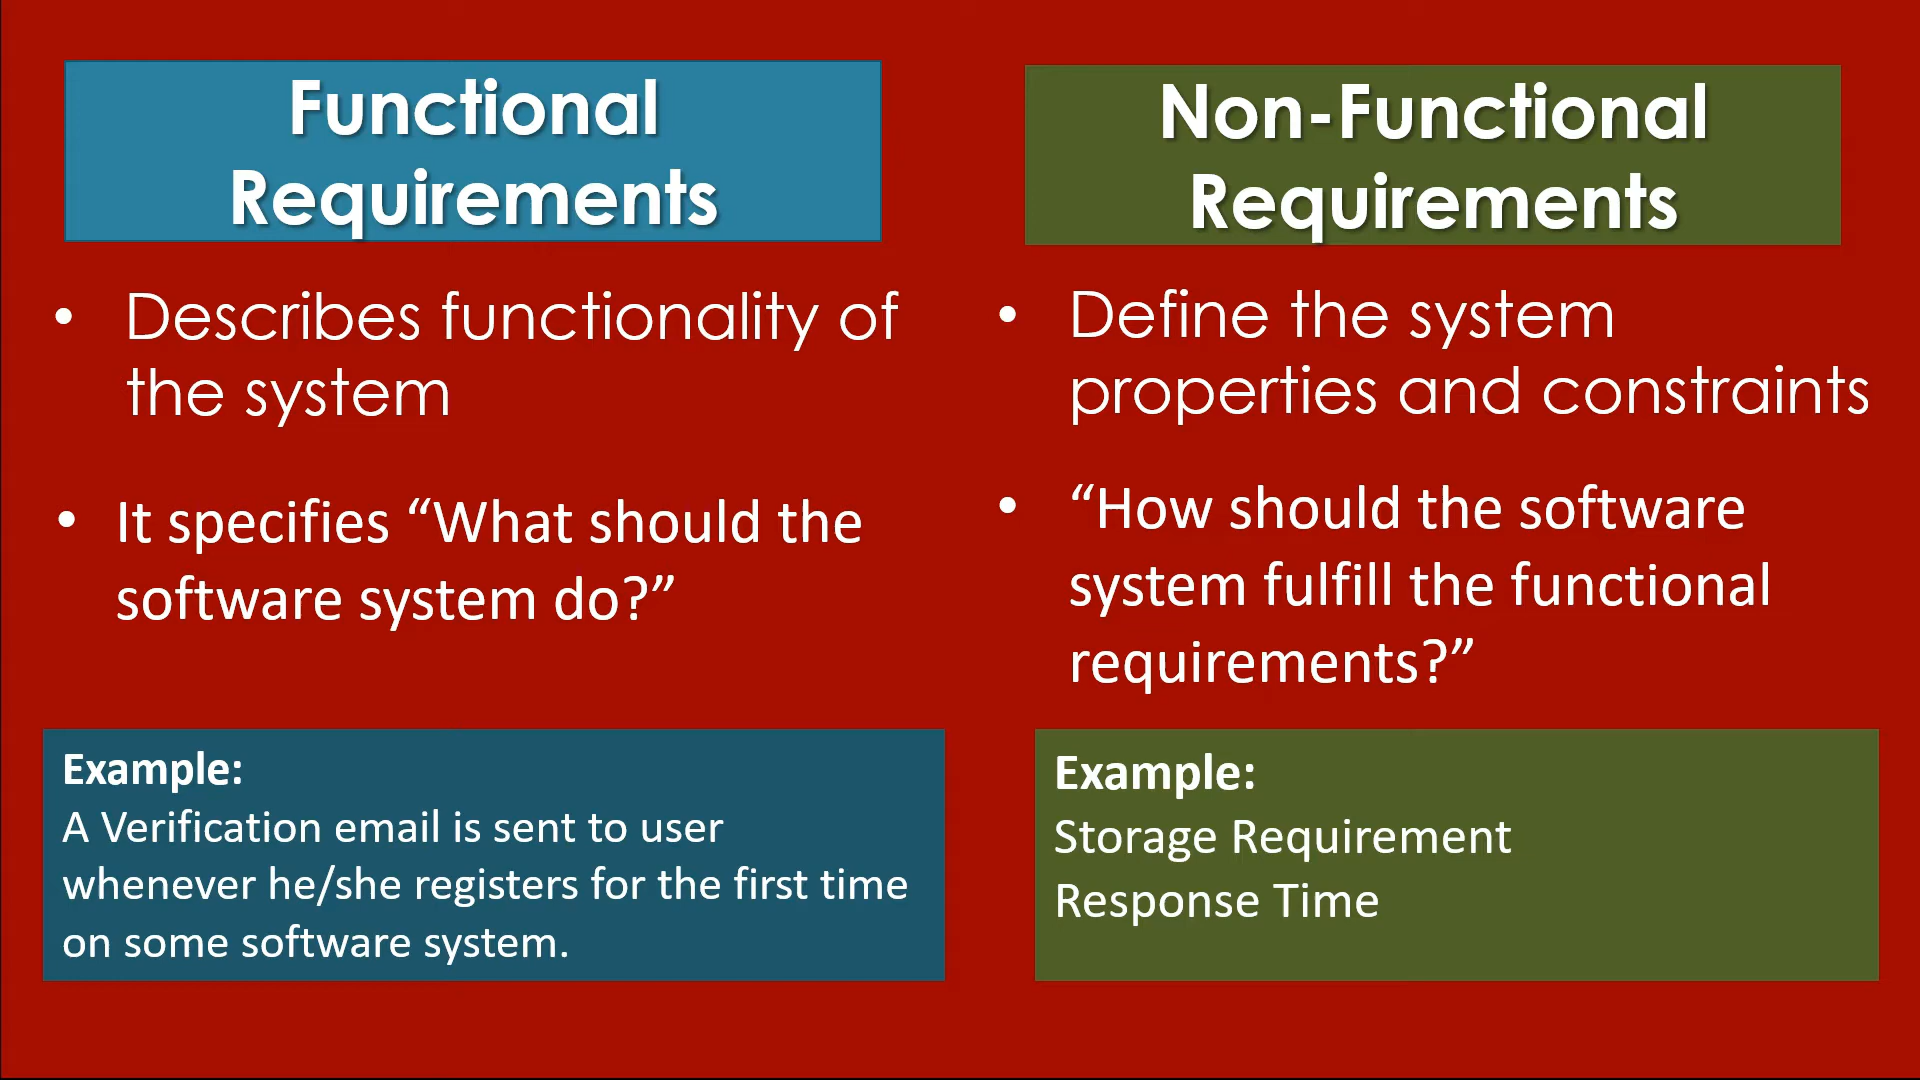 Functional
Requirements
• Describes functionality of
the system
• It specifies “What should the
software system do?”
Example:
A Verification email is sent to user
whenever he/she registers for the first time
on some software system.
Non-Functional
Requirements
• Define the system
properties and constraints
• “How should the software
system fulfill the functional
requirements?”
Example:
Storage Requirement
Response Time